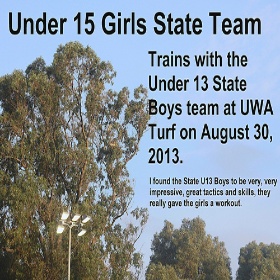 Under 15 Girls State Team
Trains with the
Under 13 State
Boys team at UWA
Turf on August 30,
2013.
I found the State U13 Boys to be very, very
impressive, great tactics and skills, they
really gave the girls a workout.